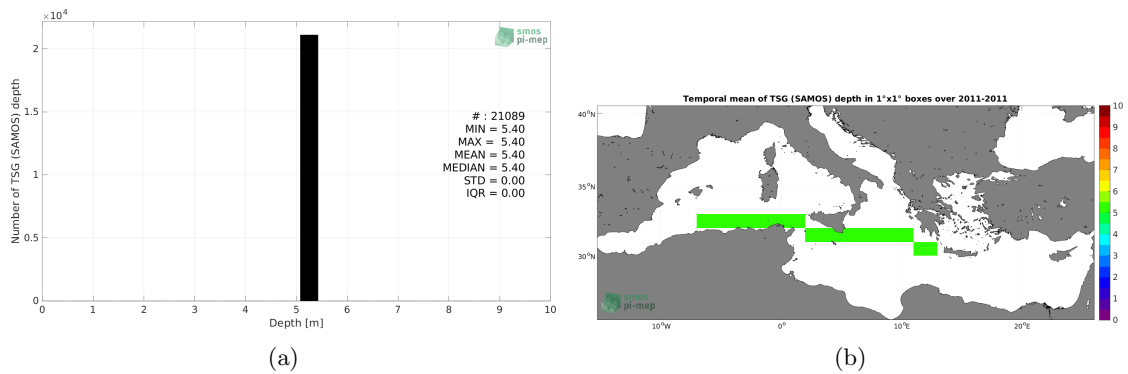 ×10⁴
2
1.5
1
0.5
0
0 1 2 3 4 5 6 7 8 9 10
Number of TSG (SAMOS) depth
Depth [m]
smos
pi-mep
# : 21089
MIN = 5.40
MAX = 5.40
MEAN = 5.40
MEDIAN = 5.40
STD = 0.00
IQR = 0.00
(a)
Temporal mean of TSG (SAMOS) depth in 1°x1° boxes over 2011-2011
40°N
35°N
30°N
10°W 0° 10°E 20°E
smos
pi-mep
10
9
8
7
6
5
4
3
2
1
0
(b)